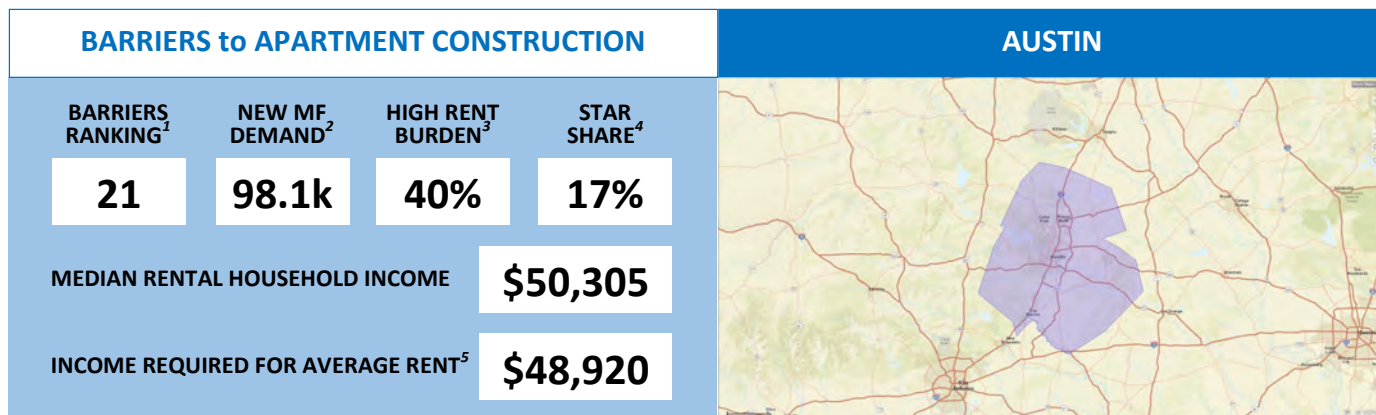 BARRIERS to APARTMENT CONSTRUCTION
AUSTIN
BARRIERS
RANKING1
NEW MF
DEMAND2
HIGH RENT
BURDEN3
STAR
SHARE4
21
98.1k
40%
17%
MEDIAN RENTAL HOUSEHOLD INCOME
$50,305
INCOME REQUIRED FOR AVERAGE RENT5
$48,920